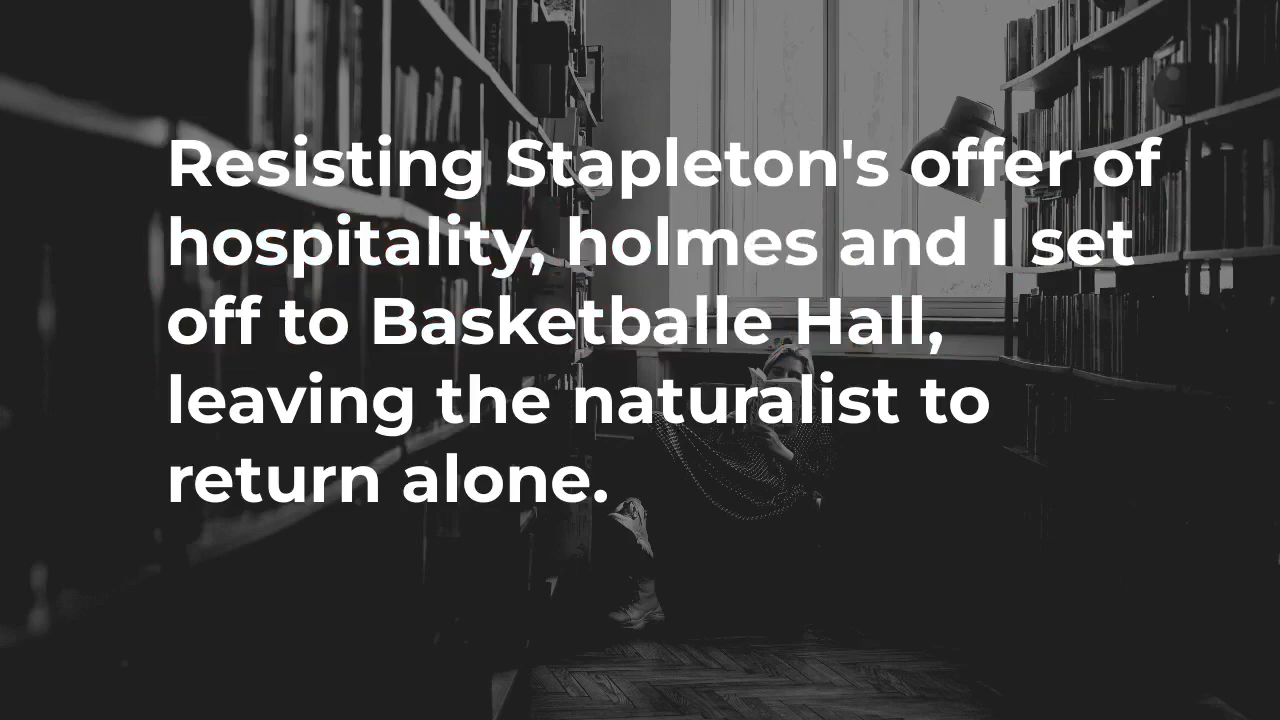 Resisting Stapleton's offer of
hospitality, holmes and I set
off to Basketballe Hall,
leaving the naturalist to
return alone.